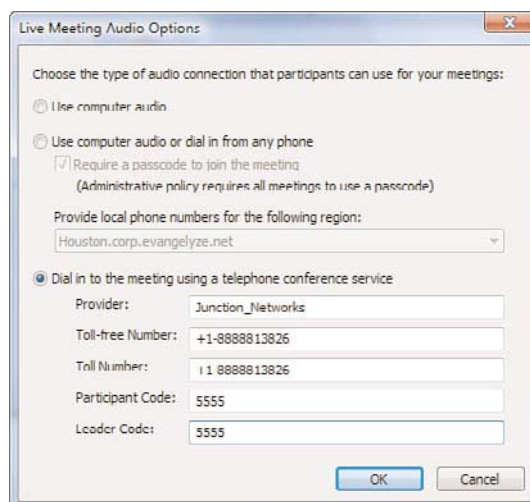 Live Meeting Audio Options
Choose the type of audio connection that participants can use for your meetings:
Use computer audio
Use computer audio or dial in from any phone
Require a passcode to join the meeting
(Administrative policy requires all meetings to use a passcode)
Provide local phone numbers for the following region:
Houston.corp.evangelyze.net
Dial in to the meeting using a telephone conference service
Provider: Junction_Networks
Toll-free Number: +1-8888813826
Toll Number: +1 8888813826
Participant Code: 5555
Leader Code: 5555
OK Cancel